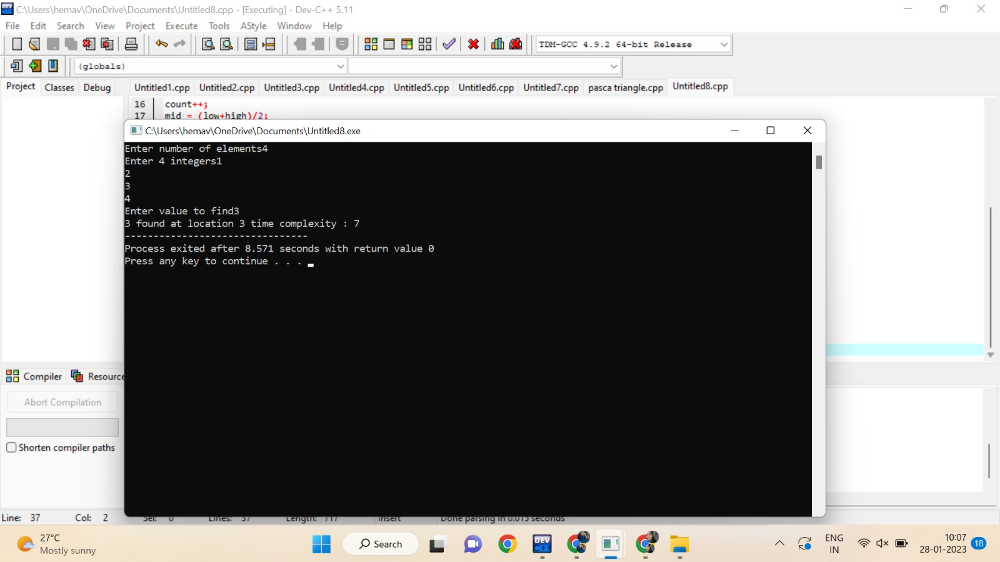 C:\Users\hemav\OneDrive\Documents\Untitled8.cpp - [Executing] - Dev-C++ 5.11
File Edit Search View Project Execute Tools AStyle Window Help
TDM-GCC 4.9.2 64-bit Release
(globals)
Project Classes Debug Untitled1.cpp Untitled2.cpp Untitled3.cpp Untitled4.cpp Untitled5.cpp Untitled6.cpp Untitled7.cpp pasca triangle.cpp Untitled8.cpp
16 count++;
17 mid = (low+high)/2;
C:\Users\hemav\OneDrive\Documents\Untitled8.exe
Enter number of elements4
Enter 4 integers1
2
3
4
Enter value to find3
3 found at location 3 time complexity : 7
--------------------------------
Process exited after 8.571 seconds with return value 0
Press any key to continue . . .
Compiler Resource
Abort Compilation
Shorten compiler paths
Line: 37 Col: 2 Sel: 0 Lines: 37 Length: 717 Insert Done parsing in 0.015 seconds
27°C
Mostly sunny
DEV C++
Search
ENG
IN
10:07
28-01-2023
18